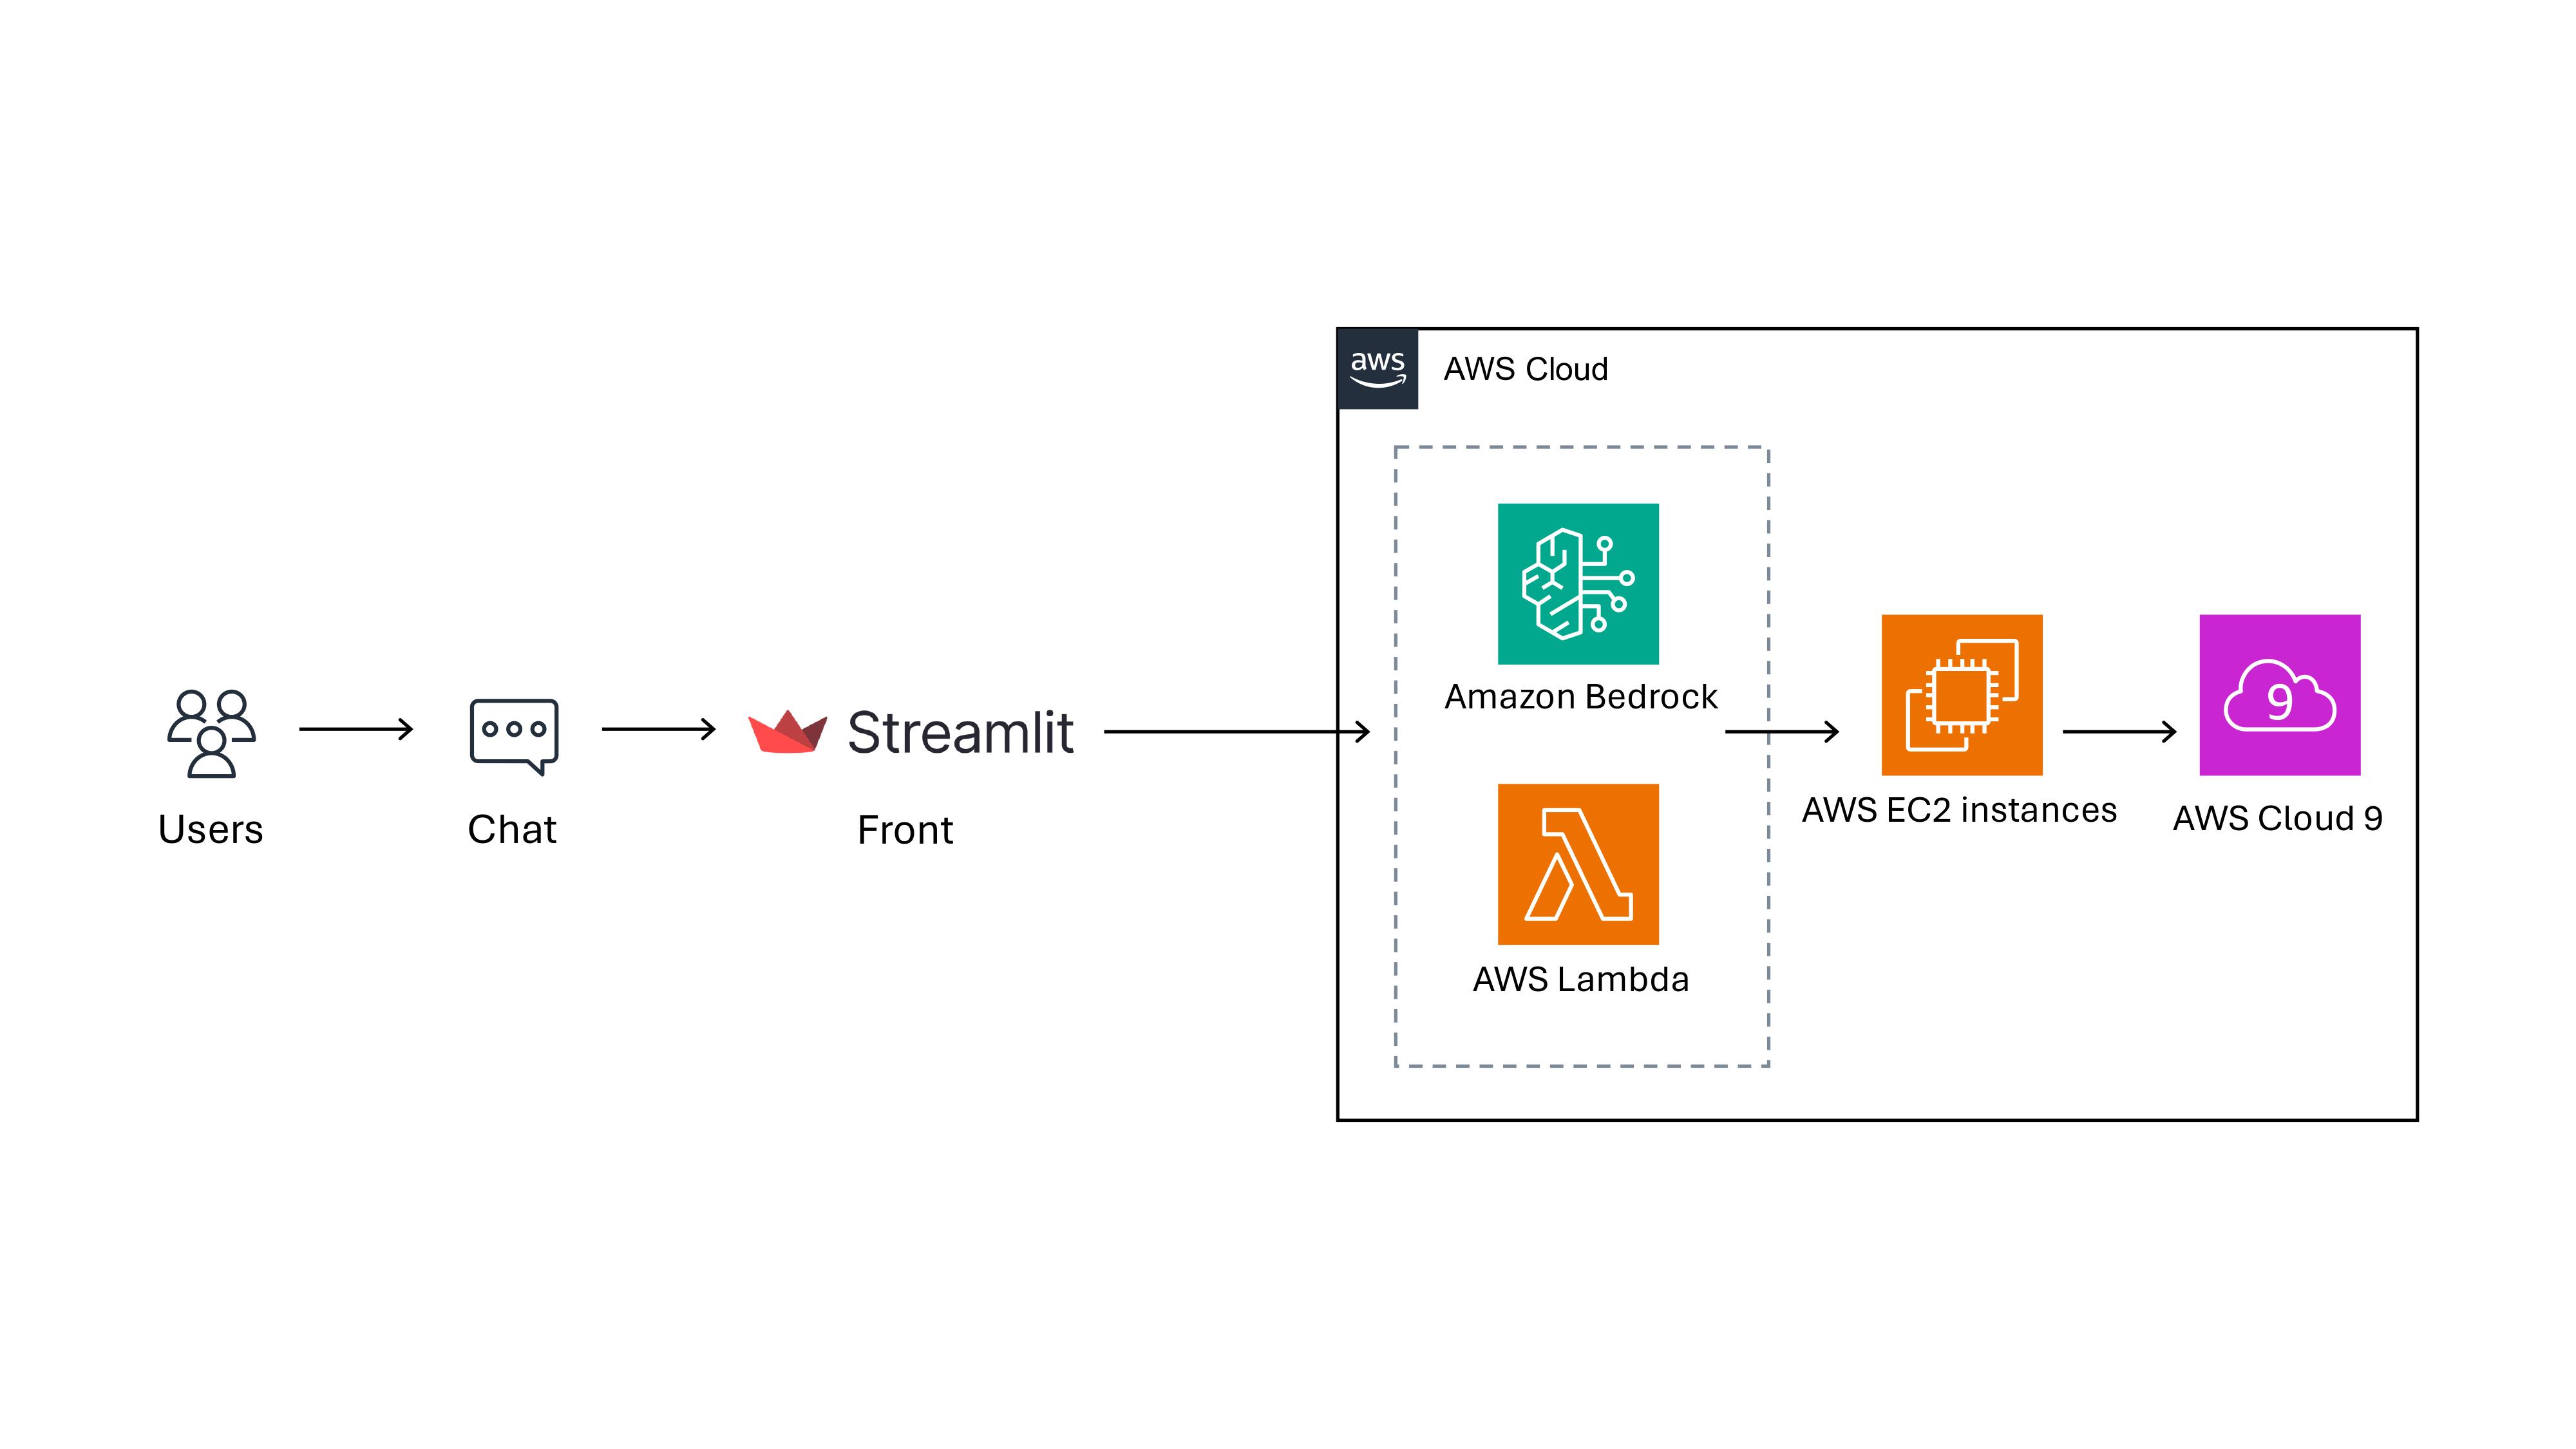 aws
AWS Cloud
Amazon Bedrock
9
Streamlit
AWS EC2 instances
AWS Cloud 9
Users
Chat
Front
AWS Lambda